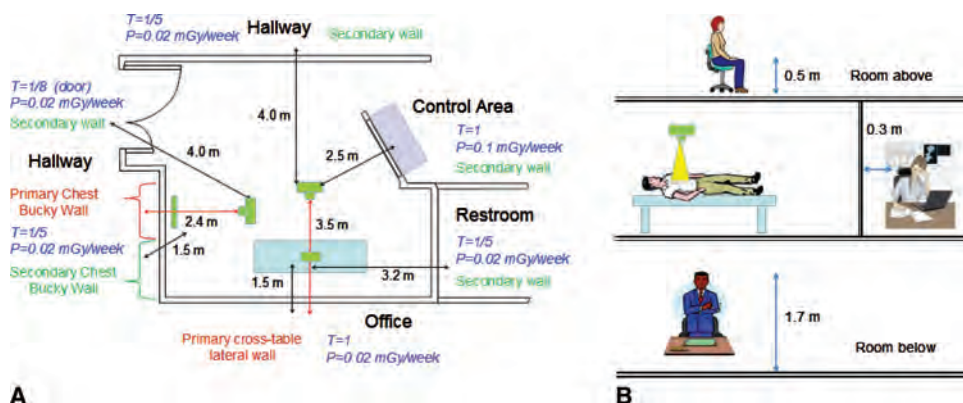 T=1/5
P=0.02 mGy/week
Hallway
Secondary wall
T=1/8 (door)
P=0.02 mGy/week
Secondary wall
Hallway
4.0 m
4.0 m
Control Area
T=1
P=0.1 mGy/week
Secondary wall
2.5 m
Primary Chest
Bucky Wall
2.4 m
T=1/5
P=0.02 mGy/week
1.5 m
Secondary Chest
Bucky Wall
3.5 m
Restroom
T=1/5
P=0.02 mGy/week
Secondary wall
3.2 m
1.5 m
Office
Primary cross-table
lateral wall
T=1
P=0.02 mGy/week
A
0.5 m
Room above
0.3 m
1.7 m
Room below
B